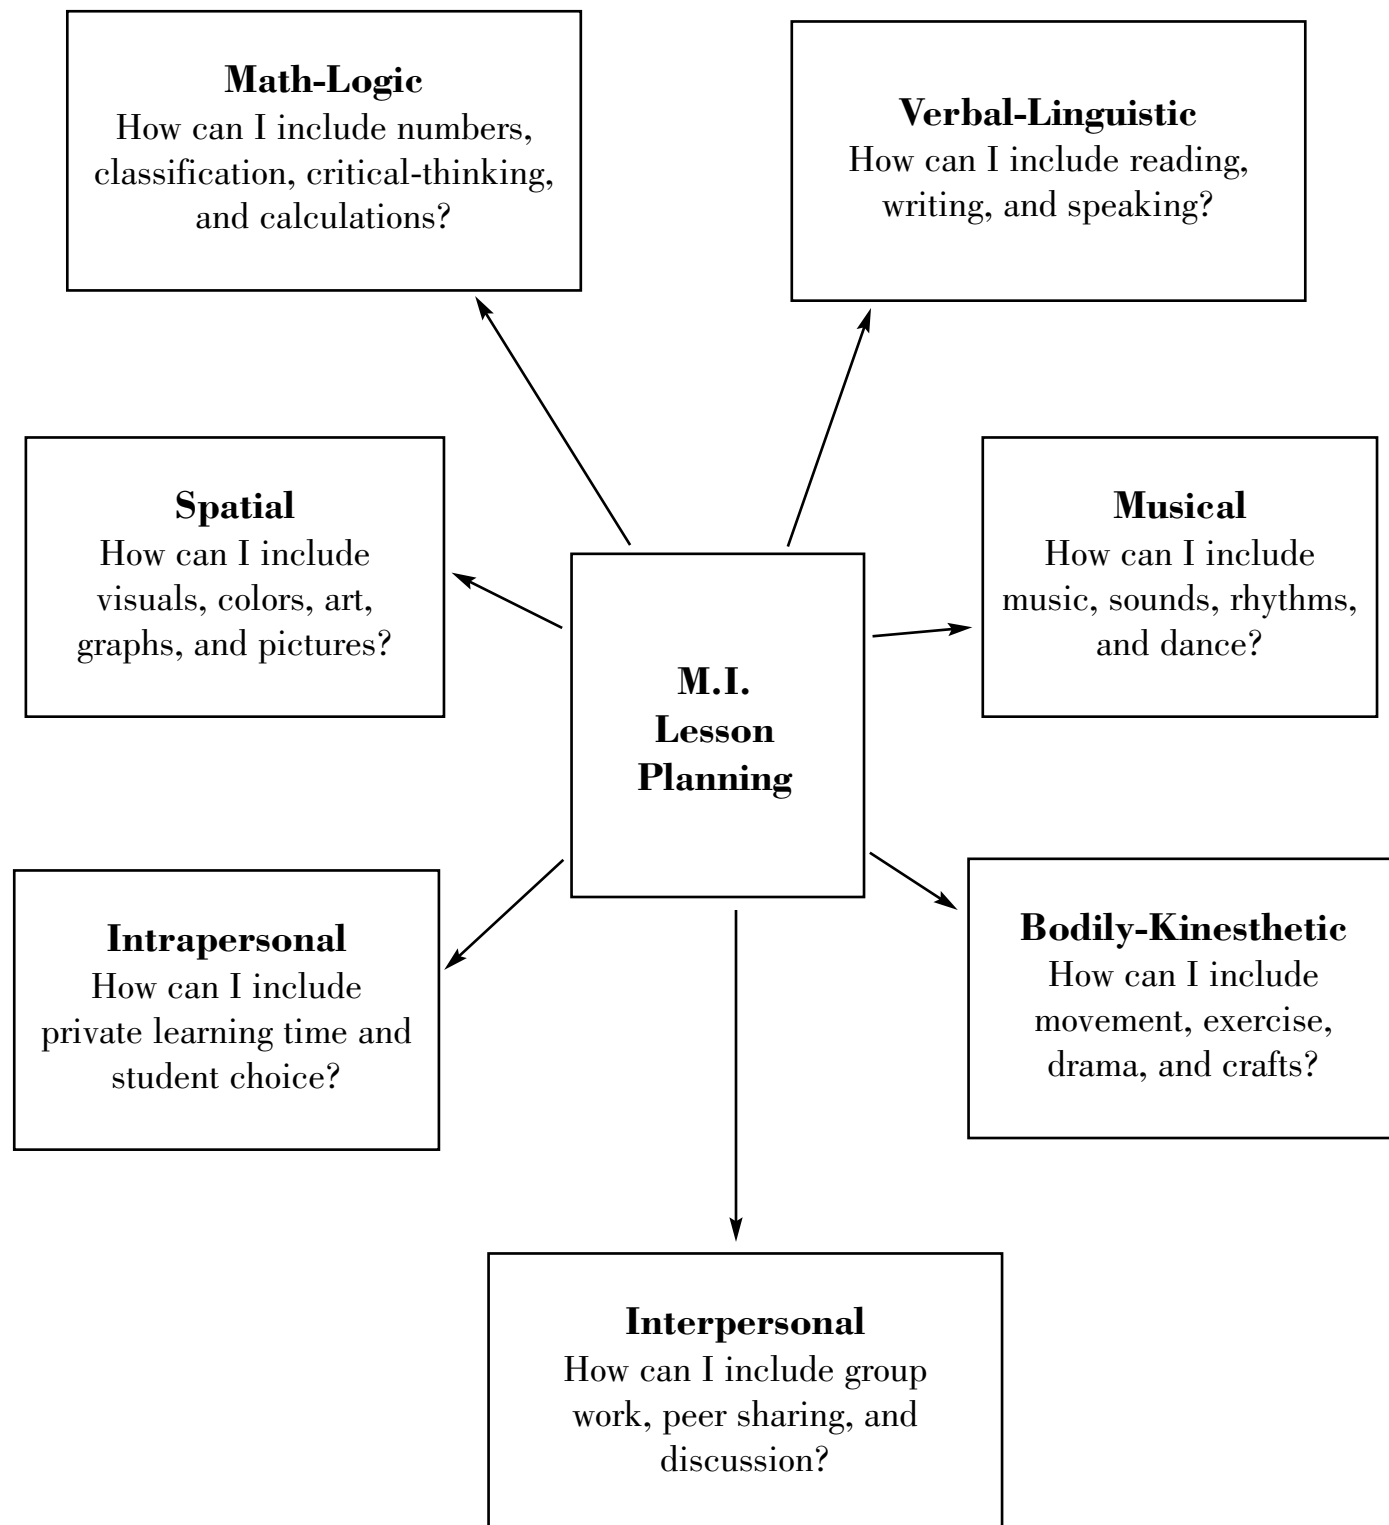 Math-Logic
How can I include numbers,
classification, critical-thinking,
and calculations?
Verbal-Linguistic
How can I include reading,
writing, and speaking?
Spatial
How can I include
visuals, colors, art,
graphs, and pictures?
Musical
How can I include
music, sounds, rhythms,
and dance?
M.I.
Lesson
Planning
Intrapersonal
How can I include
private learning time and
student choice?
Bodily-Kinesthetic
How can I include
movement, exercise,
drama, and crafts?
Interpersonal
How can I include group
work, peer sharing, and
discussion?